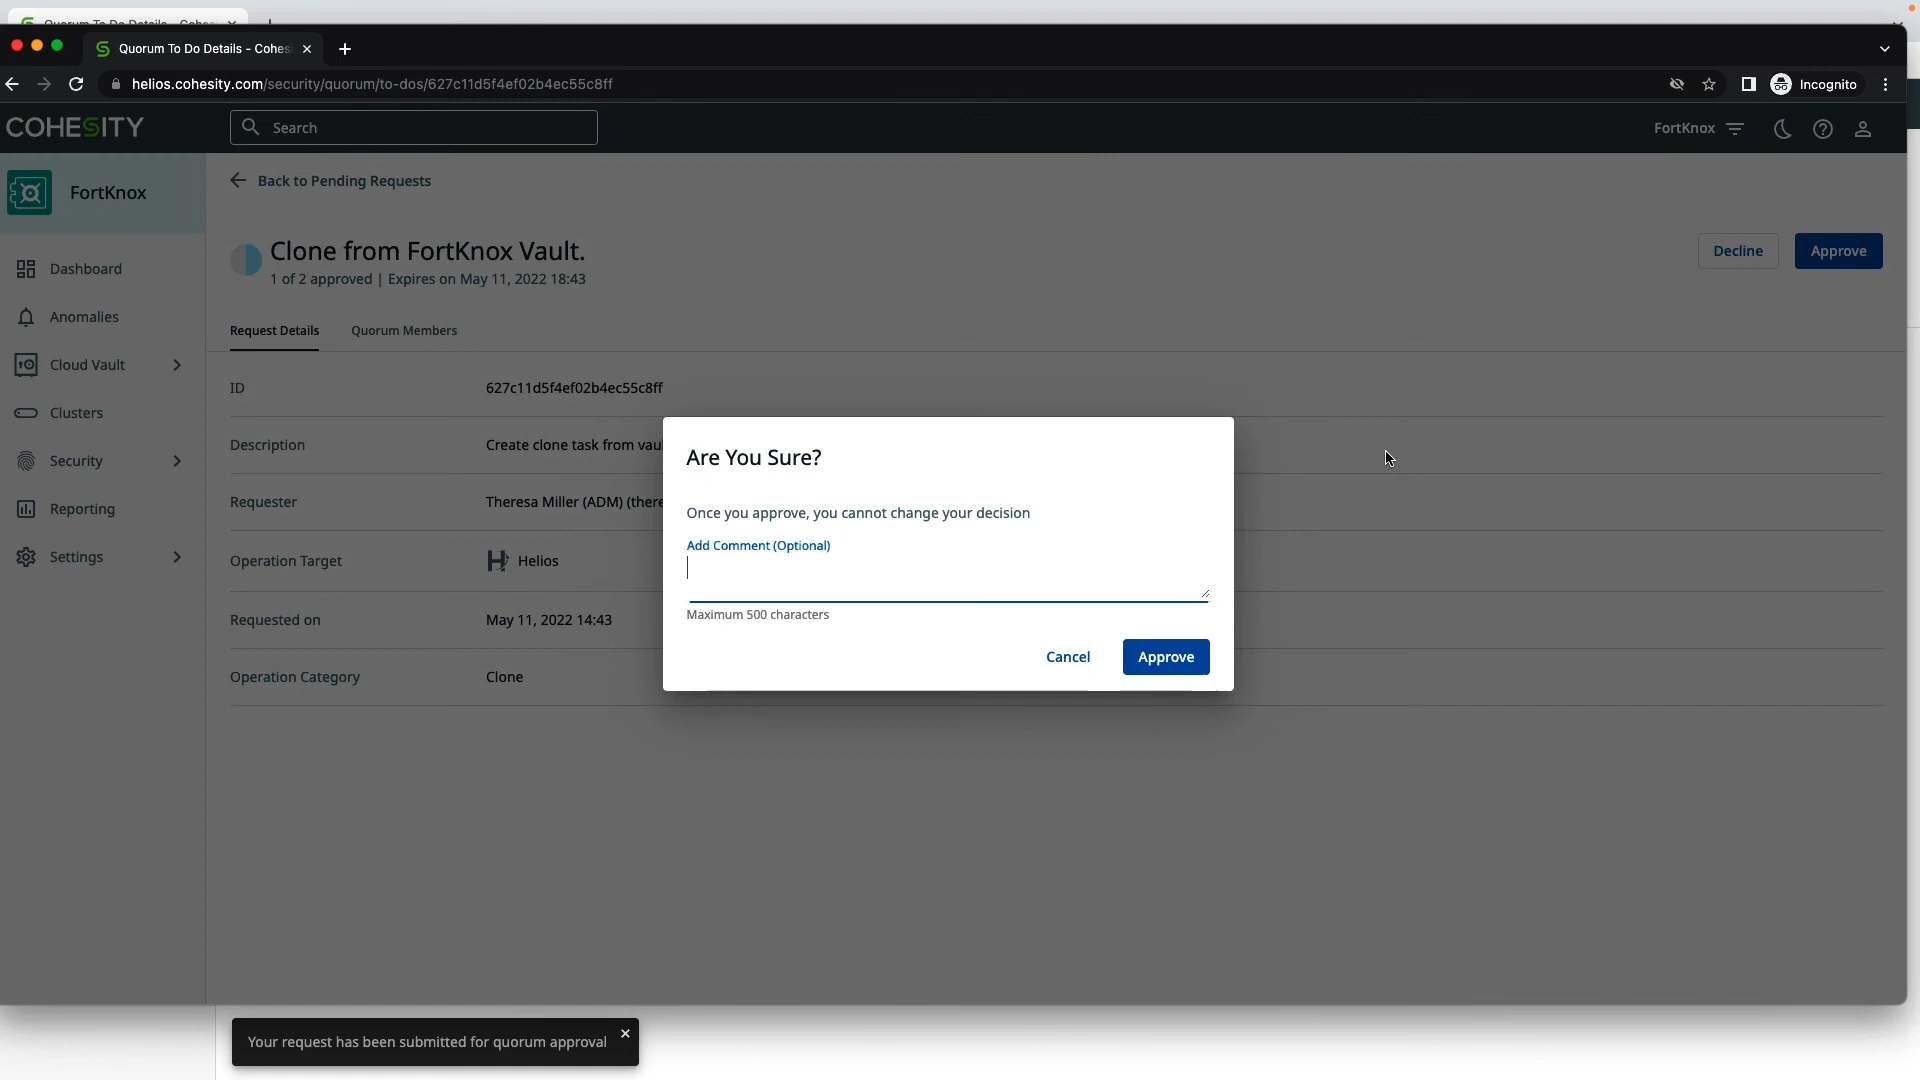 Quorum To Do Details - Cohes
Quorum To Do Details - Cohes
helios.cohesity.com/security/quorum/to-dos/627c11d5f4ef02b4ec55c8ff
Incognito
COHESITY
Search
FortKnox
FortKnox
Back to Pending Requests
Clone from FortKnox Vault.
1 of 2 approved | Expires on May 11, 2022 18:43
Decline
Approve
Dashboard
Anomalies
Cloud Vault
Clusters
Security
Reporting
Settings
Request Details
Quorum Members
ID
627c11d5f4ef02b4ec55c8ff
Description
Create clone task from vau
Requester
Theresa Miller (ADM) (there
Operation Target
Helios
Requested on
May 11, 2022 14:43
Operation Category
Clone
Are You Sure?
Once you approve, you cannot change your decision
Add Comment (Optional)
Maximum 500 characters
Cancel
Approve
Your request has been submitted for quorum approval